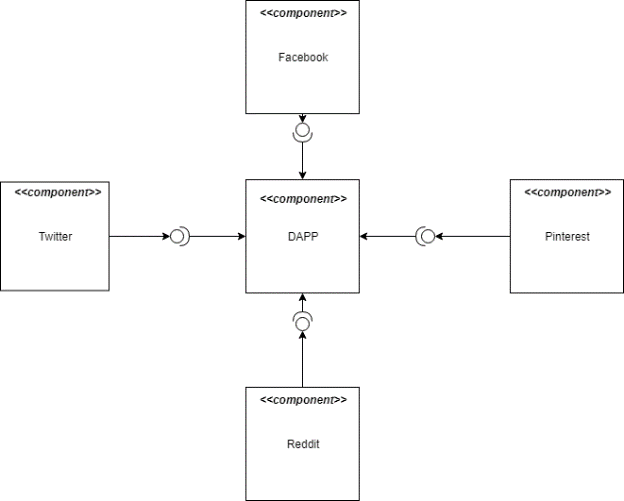 <<component>>
Facebook
<<component>>
Twitter
<<component>>
DAPP
<<component>>
Pinterest
<<component>>
Reddit